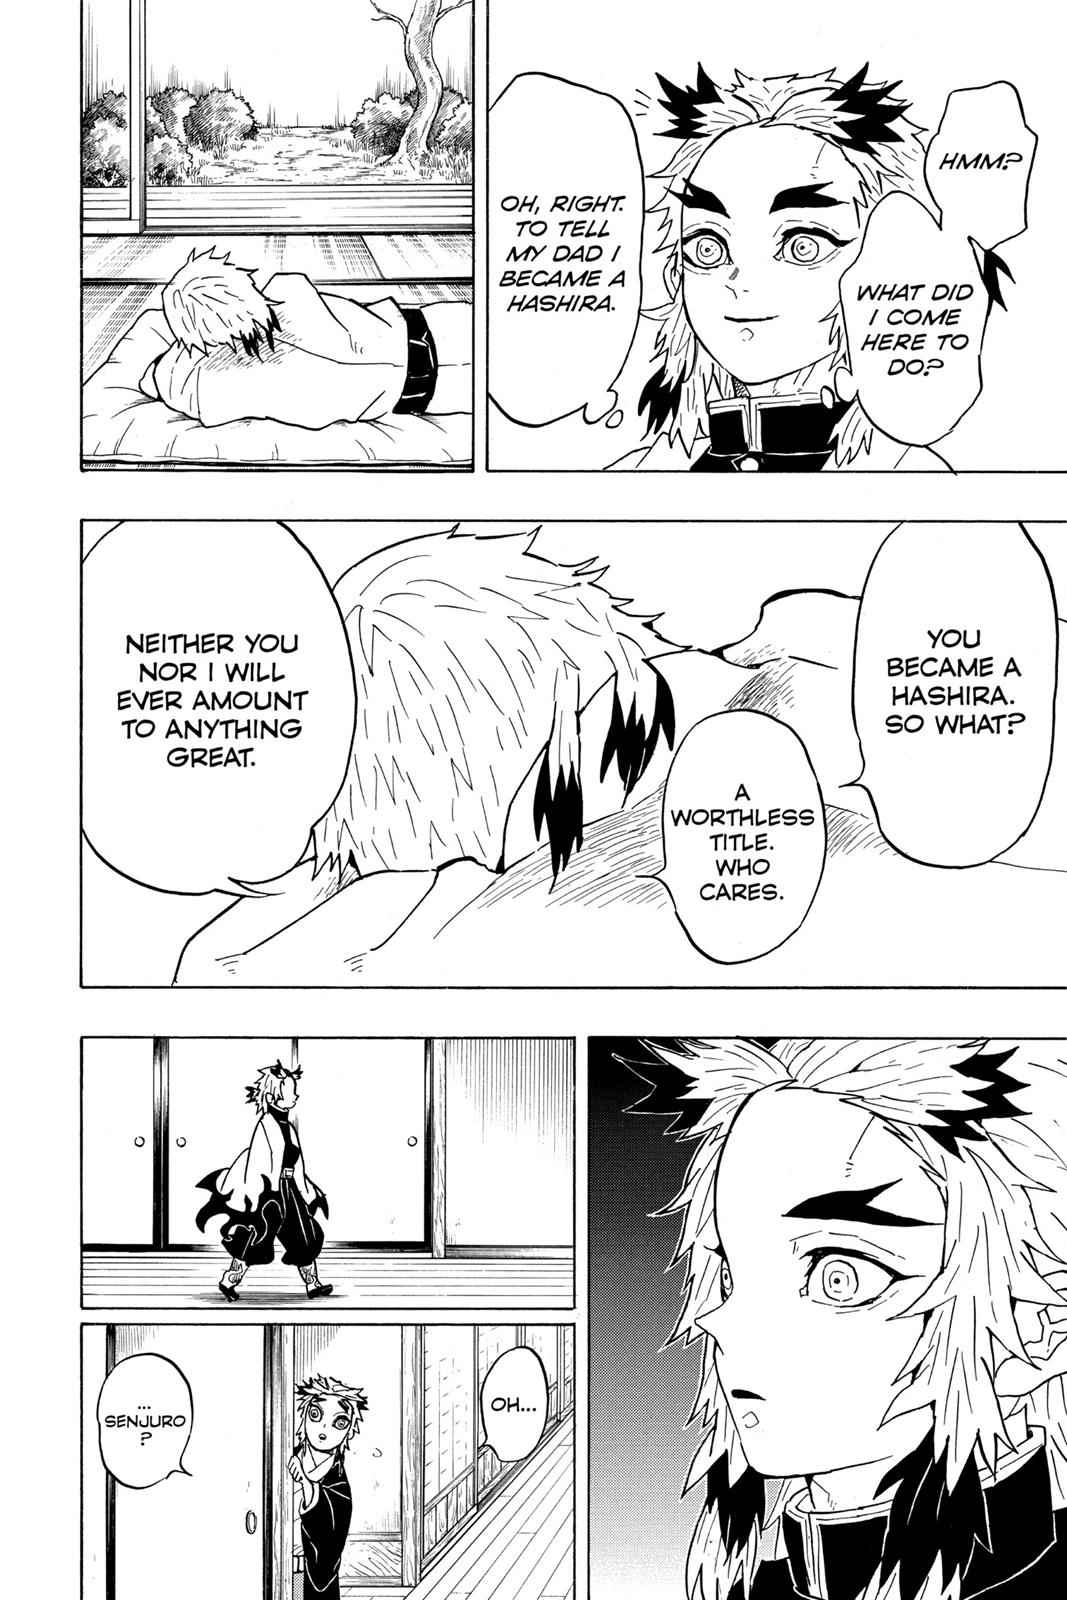 HMM?
WHAT DID
I COME
HERE TO
DO?
OH, RIGHT.
TO TELL
MY DAD I
BECAME A
HASHIRA.
YOU
BECAME A
HASHIRA.
SO WHAT?
A
WORTHLESS
TITLE.
WHO
CARES.
NEITHER YOU
NOR I WILL
EVER AMOUNT
TO ANYTHING
GREAT.
OH...
...
SENJURO
?